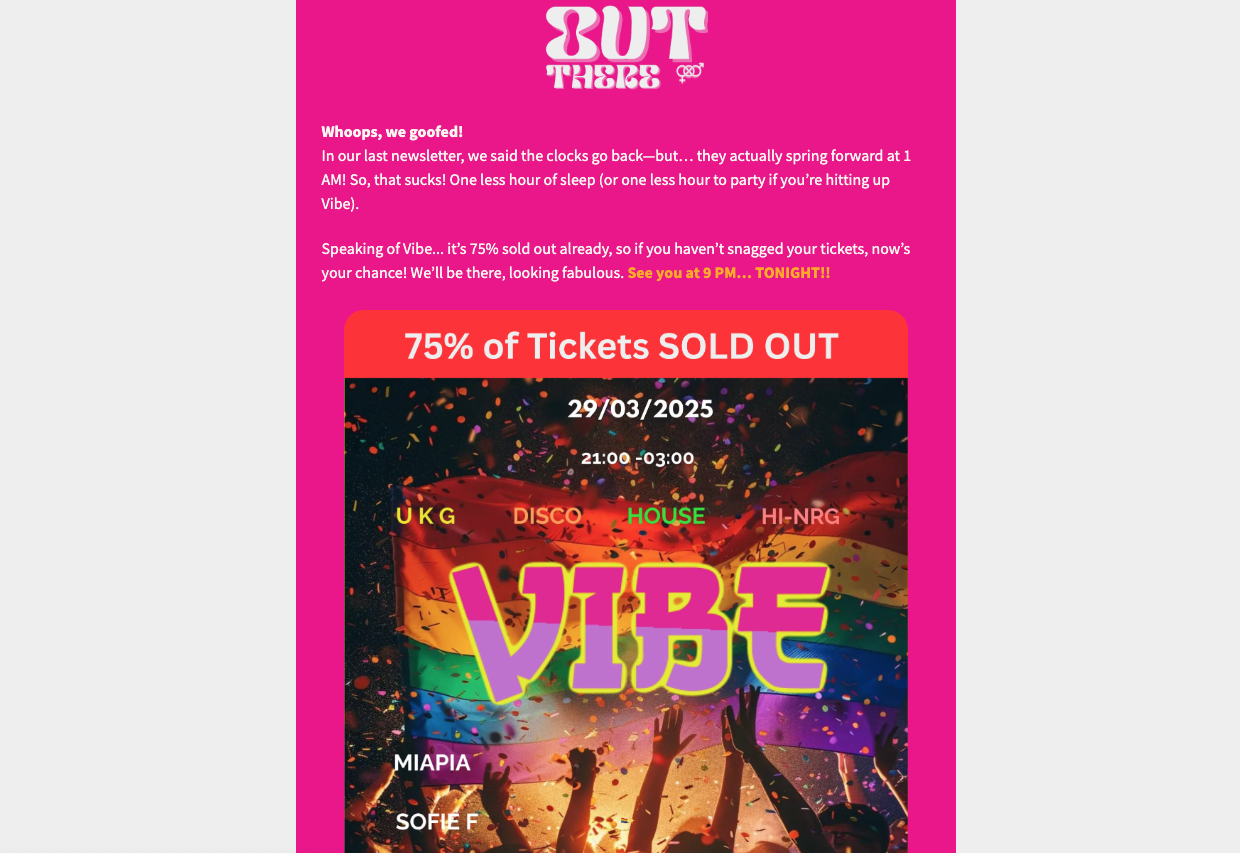 OUT
THERE
Whoops, we goofed!
In our last newsletter, we said the clocks go back—but… they actually spring forward at 1
AM! So, that sucks! One less hour of sleep (or one less hour to party if you’re hitting up
Vibe).
Speaking of Vibe... it’s 75% sold out already, so if you haven’t snagged your tickets, now’s
your chance! We’ll be there, looking fabulous. See you at 9 PM… TONIGHT!!
75% of Tickets SOLD OUT
29/03/2025
21:00 -03:00
U K G DISCO HOUSE HI-NRG
VIBE
MIAPIA
SOFIE F